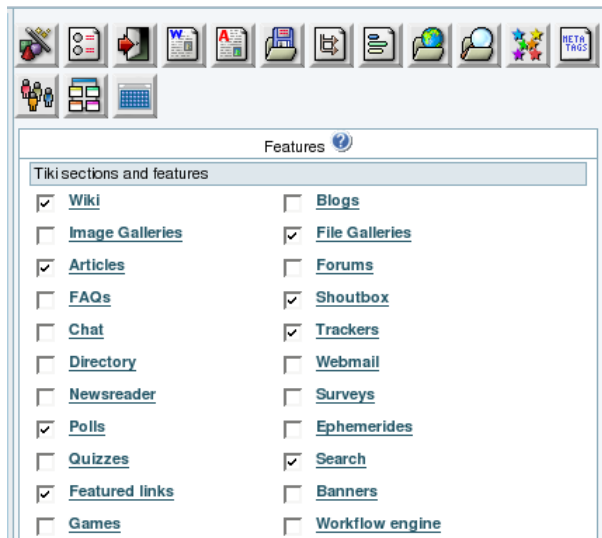 W A META
TAGS
Features ?
Tiki sections and features
Wiki Blogs
Image Galleries File Galleries
Articles Forums
FAQs Shoutbox
Chat Trackers
Directory Webmail
Newsreader Surveys
Polls Ephemerides
Quizzes Search
Featured links Banners
Games Workflow engine